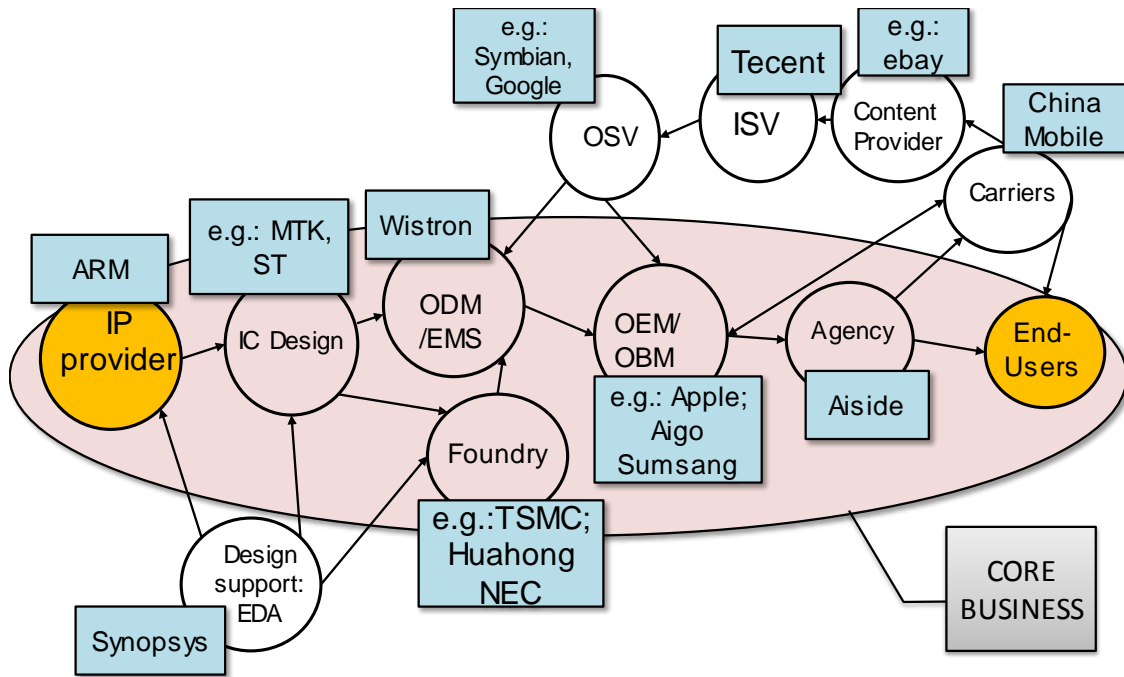 e.g.:
Symbian,
Google
OSV
Tecent
ISV
e.g.:
ebay
Content
Provider
China
Mobile
Carriers
ARM
IP
provider
e.g.: MTK,
ST
IC Design
Wistron
ODM
/EMS
OEM/
OBM
e.g.: Apple;
Aigo
Sumsang
Agency
Aiside
End-
Users
Foundry
e.g.:TSMC;
Huahong
NEC
Design
support:
EDA
Synopsys
CORE
BUSINESS